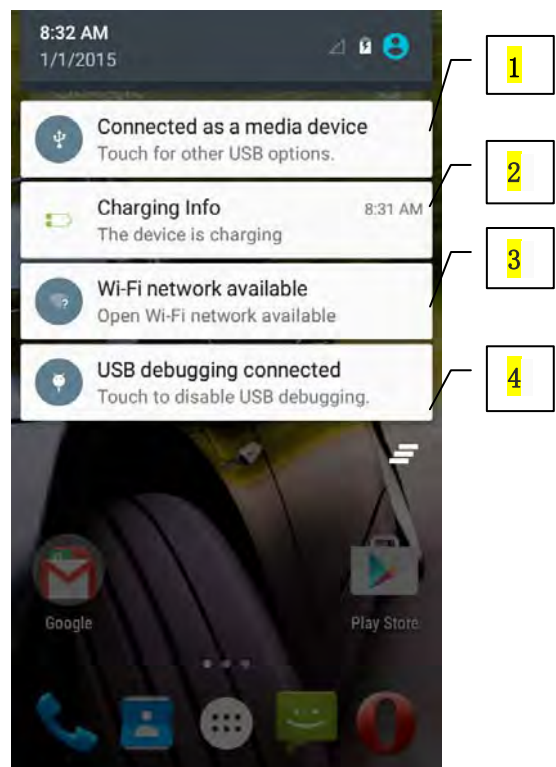 8:32 AM
1/1/2015
1
Connected as a media device
Touch for other USB options.
2
Charging Info
8:31 AM
The device is charging
3
Wi-Fi network available
Open Wi-Fi network available
4
USB debugging connected
Touch to disable USB debugging.
Google
Play Store